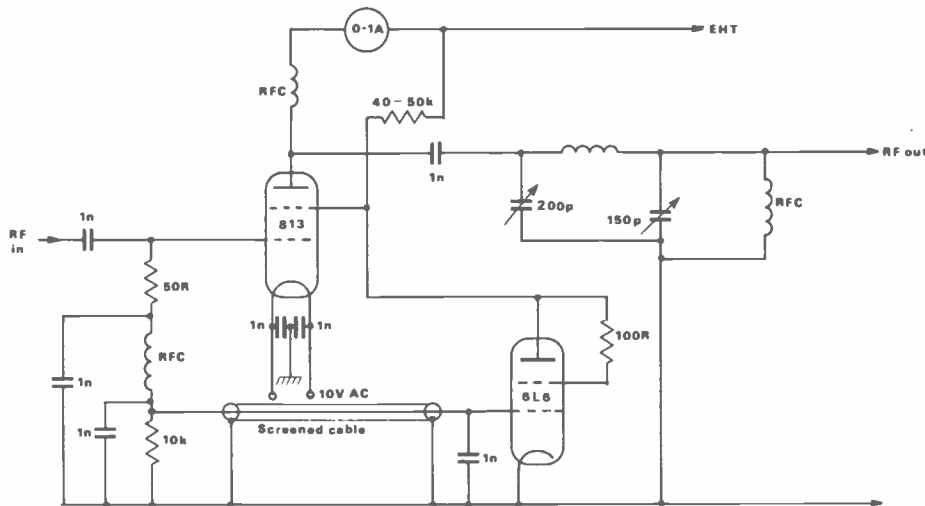 0-1A
EHT
RFC
40 – 50k
1n
RF out
200p
150p
RFC
813
1n
RF
in
50R
1n
1n
100R
RFC
1n
10V AC
6L6
1n
10k
Screened cable
1n